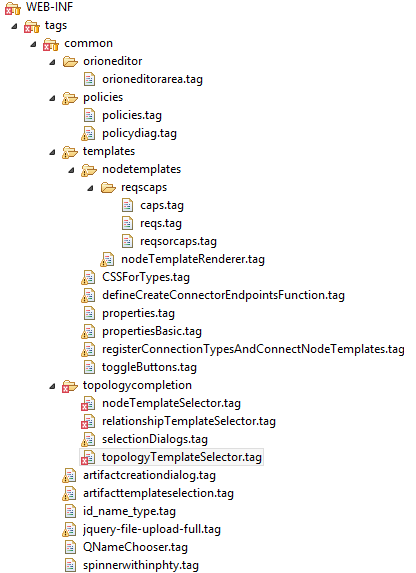 WEB-INF
tags
common
orioneditor
orioneditorarea.tag
policies
policies.tag
policydiag.tag
templates
nodetemplates
reqscaps
caps.tag
reqs.tag
reqsorcaps.tag
nodeTemplateRenderer.tag
CSSForTypes.tag
defineCreateConnectorEndpointsFunction.tag
properties.tag
propertiesBasic.tag
registerConnectionTypesAndConnectNodeTemplates.tag
toggleButtons.tag
topologycompletion
nodeTemplateSelector.tag
relationshipTemplateSelector.tag
selectionDialogs.tag
topologyTemplateSelector.tag
artifactcreationdialog.tag
artifacttemplateselection.tag
id_name_type.tag
jquery-file-upload-full.tag
QNameChooser.tag
spinnerwithinphty.tag